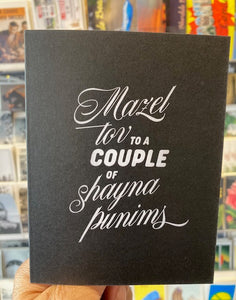 Mazel
tov TO A
COUPLE
OF
shayna
punims